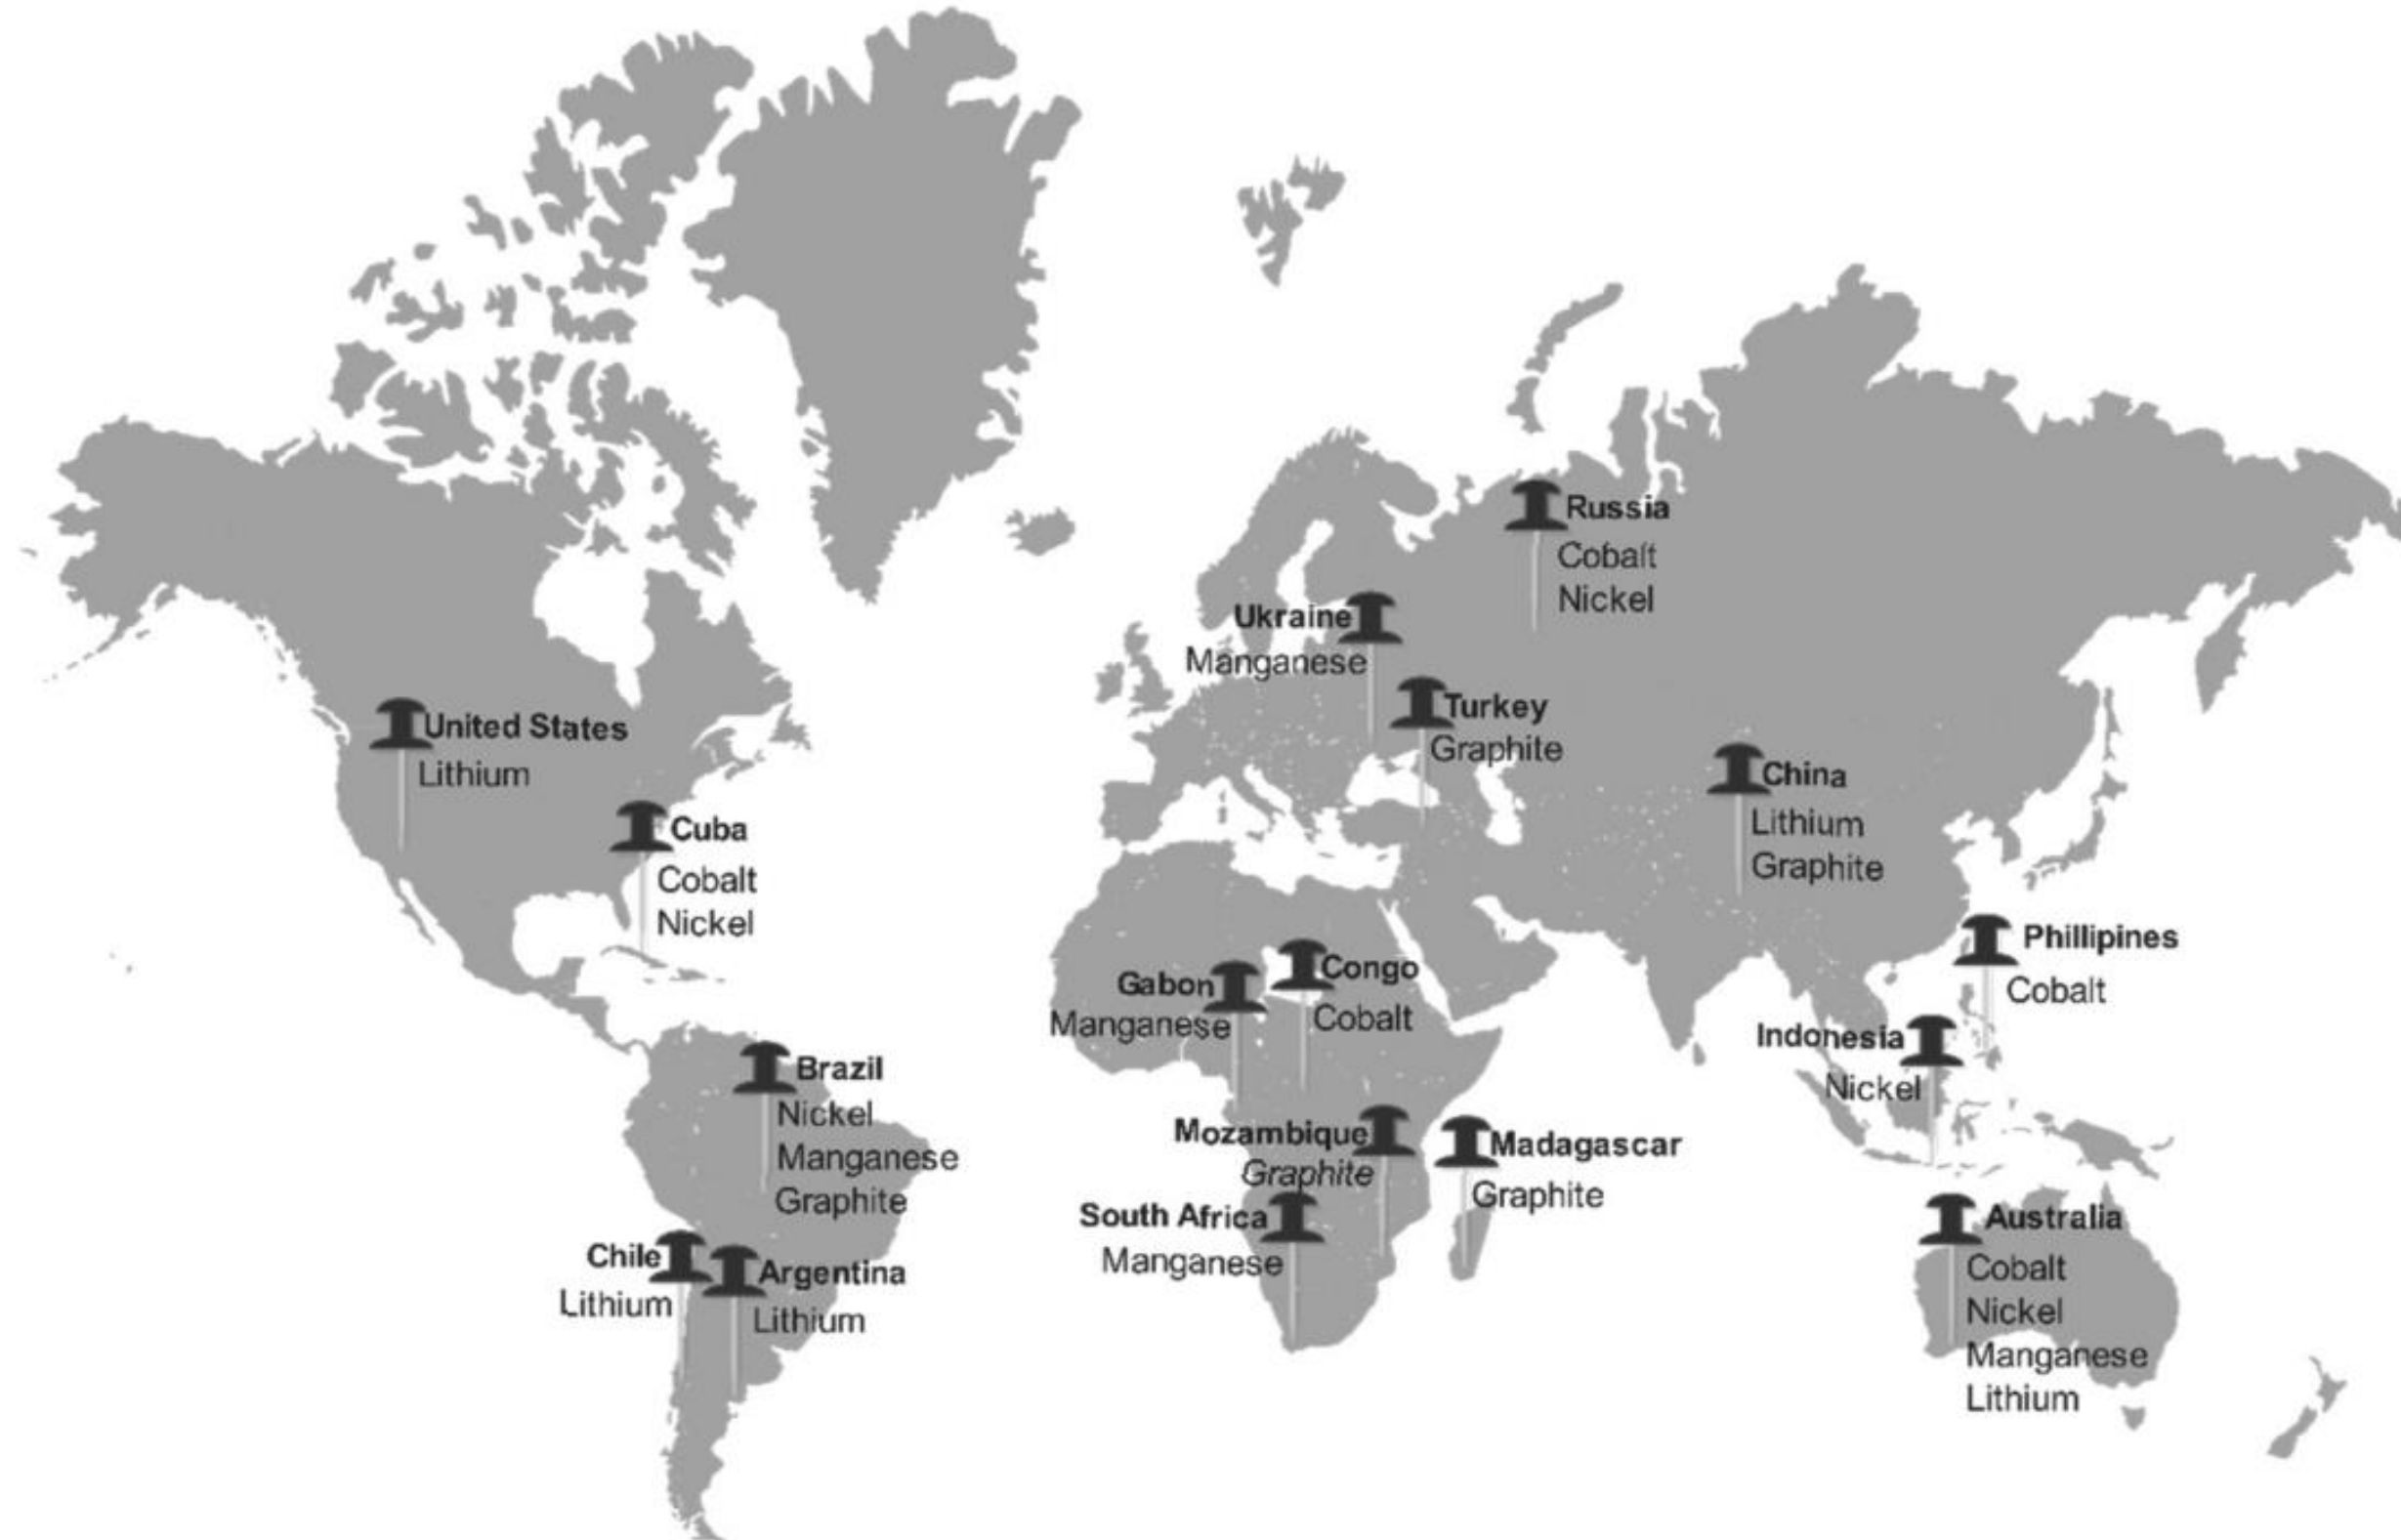 Russia
Cobalt
Nickel
Ukraine
Manganese
Turkey
Graphite
United States
Lithium
China
Lithium
Graphite
Cuba
Cobalt
Nickel
Phillipines
Cobalt
Gabon
Manganese
Congo
Cobalt
Indonesia
Nickel
Brazil
Nickel
Manganese
Graphite
Mozambique
Graphite
Madagascar
Graphite
South Africa
Manganese
Australia
Cobalt
Nickel
Manganese
Lithium
Chile
Lithium
Argentina
Lithium